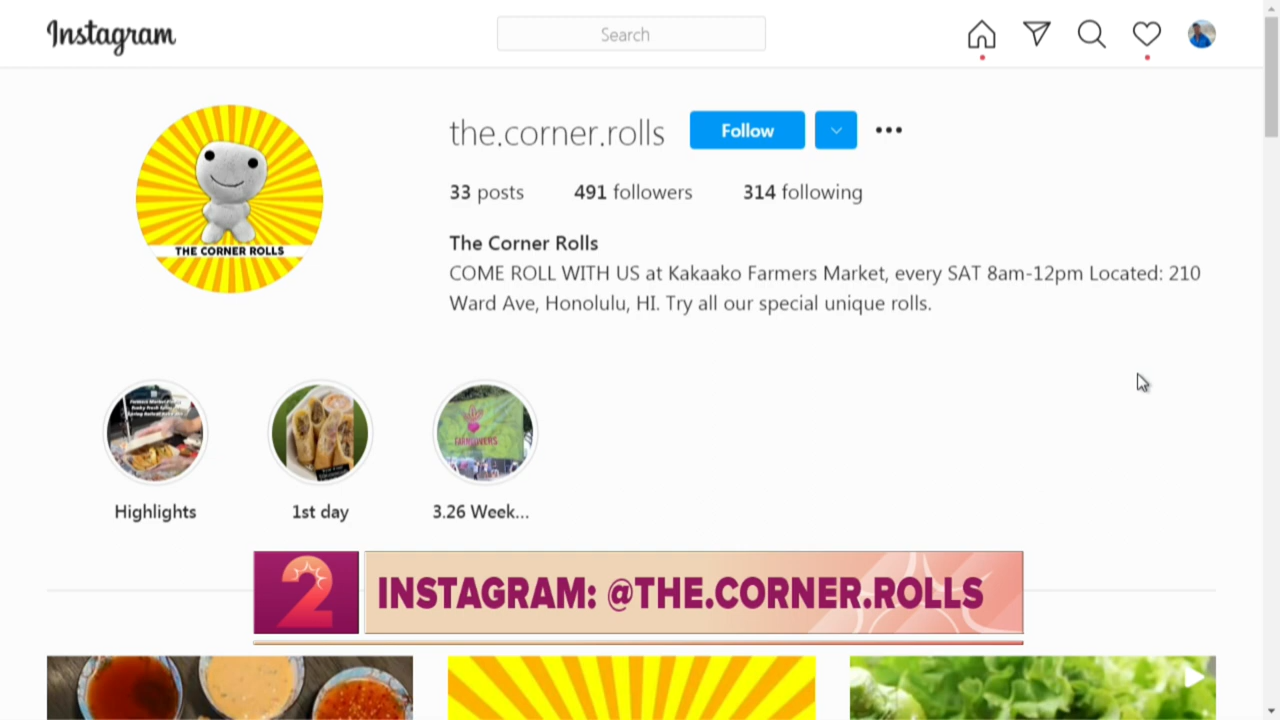 Instagram
Search
the.corner.rolls
Follow
33 posts 491 followers 314 following
The Corner Rolls
COME ROLL WITH US at Kakaako Farmers Market, every SAT 8am-12pm Located: 210
Ward Ave, Honolulu, HI. Try all our special unique rolls.
THE CORNER ROLLS
Highlights
1st day
3.26 Week...
2
INSTAGRAM: @THE.CORNER.ROLLS